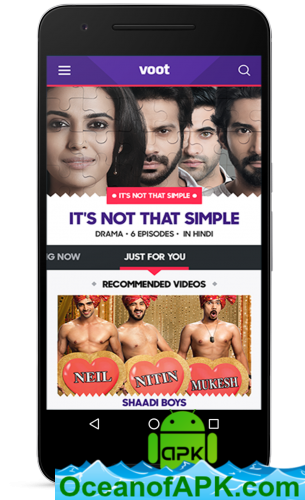 voot
IT'S NOT THAT SIMPLE
IT'S NOT THAT SIMPLE
DRAMA • 6 EPISODES • IN HINDI
G NOW
JUST FOR YOU
RECOMMENDED VIDEOS
NEIL
NITIN
MUKESH
SHAADI BOYS
apk
OceanofAPK.com